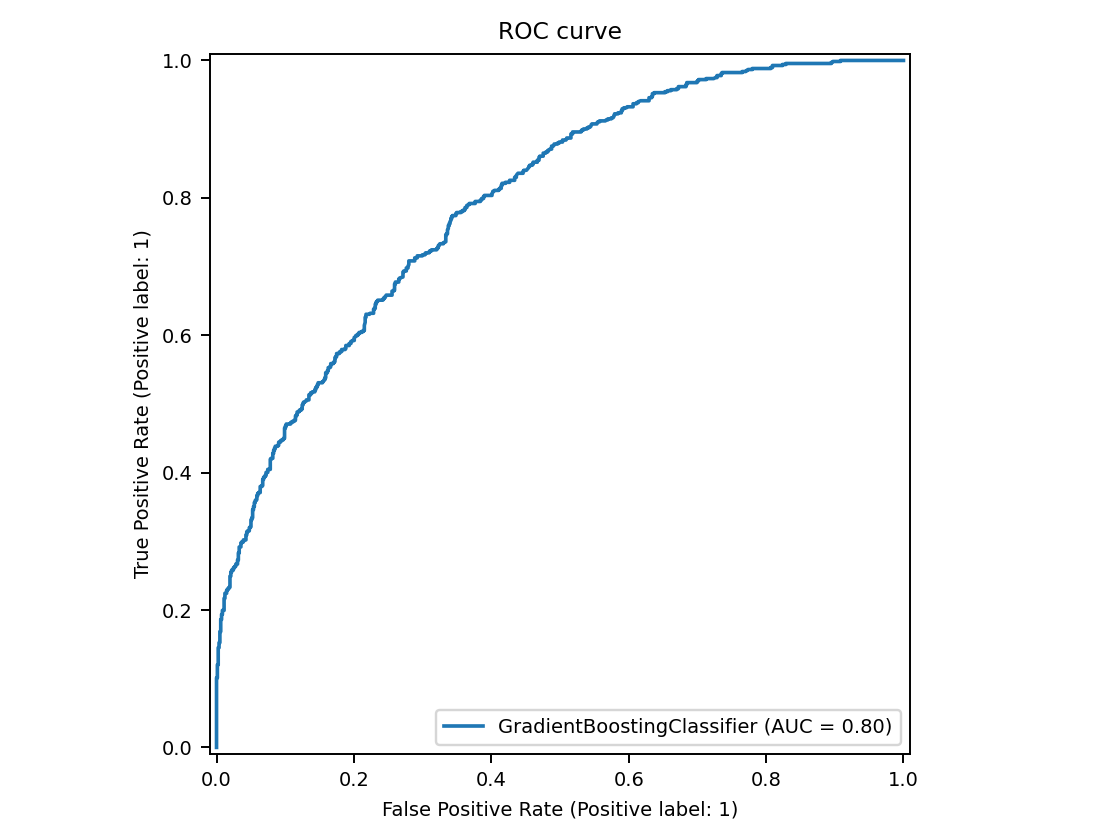 ROC curve
1.0
0.8
0.6
0.4
0.2
0.0
True Positive Rate (Positive label: 1)
GradientBoostingClassifier (AUC = 0.80)
0.0 0.2 0.4 0.6 0.8 1.0
False Positive Rate (Positive label: 1)